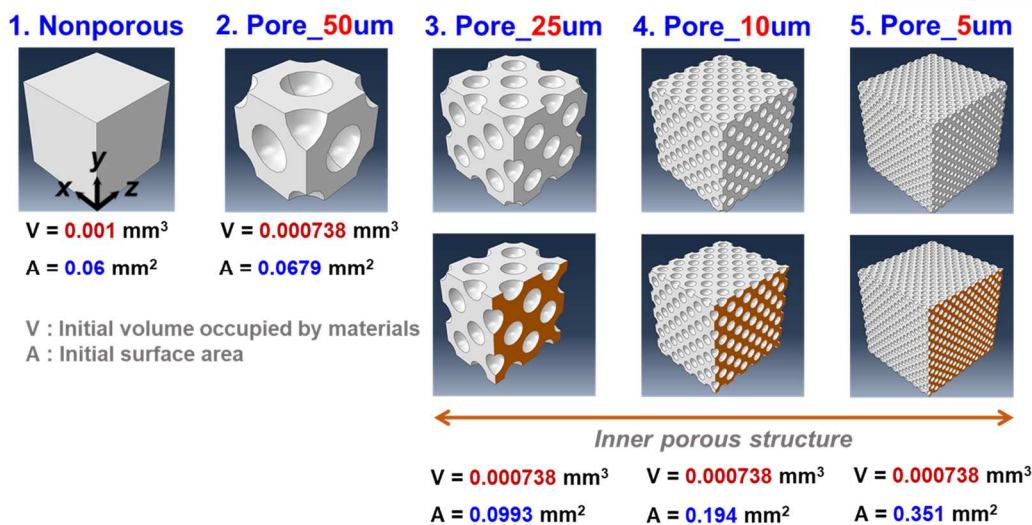 1. Nonporous
2. Pore_50um
3. Pore_25um
4. Pore_10um
5. Pore_5um
y
x
z
V = 0.001 mm³
A = 0.06 mm²
V = 0.000738 mm³
A = 0.0679 mm²
V : Initial volume occupied by materials
A : Initial surface area
Inner porous structure
V = 0.000738 mm³
A = 0.0993 mm²
V = 0.000738 mm³
A = 0.194 mm²
V = 0.000738 mm³
A = 0.351 mm²